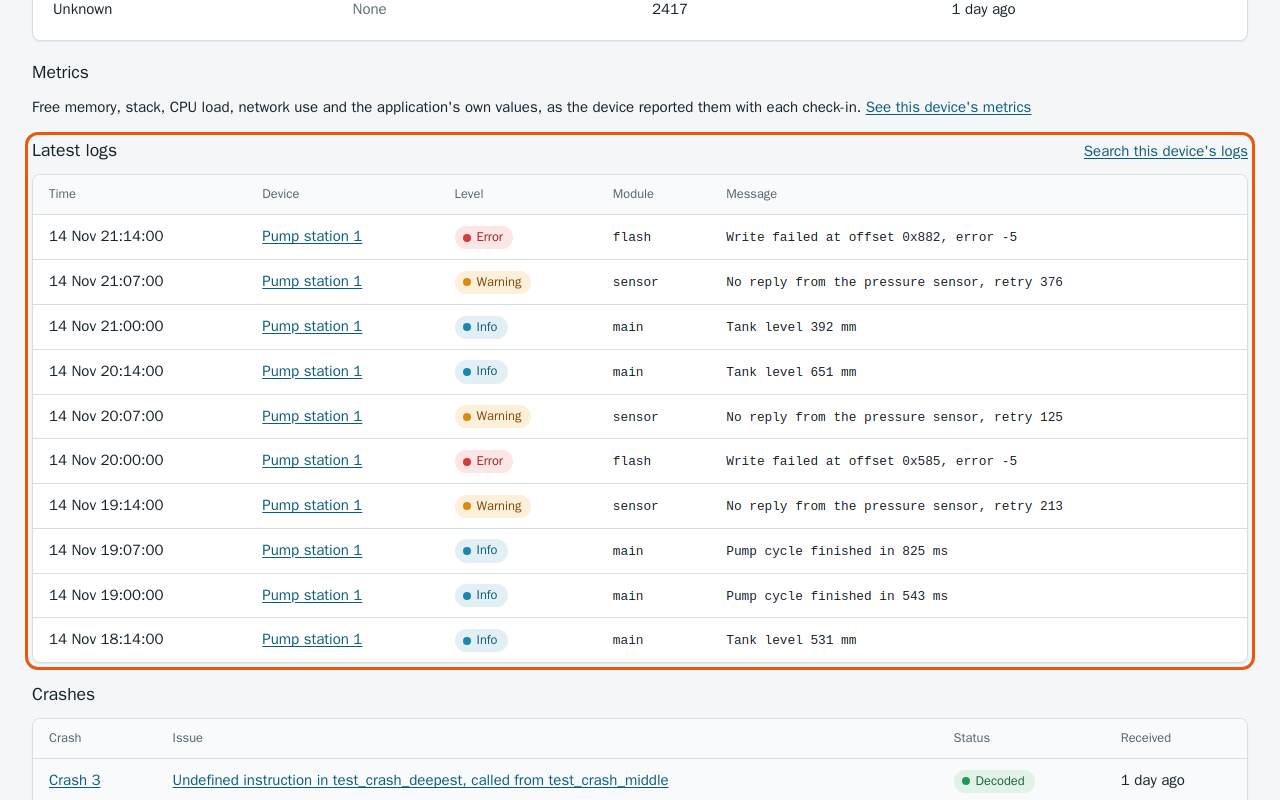 Unknown None 2417 1 day ago
Metrics
Free memory, stack, CPU load, network use and the application's own values, as the device reported them with each check-in. See this device's metrics
Latest logs Search this device's logs
Time Device Level Module Message
14 Nov 21:14:00 Pump station 1 Error flash Write failed at offset 0x882, error -5
14 Nov 21:07:00 Pump station 1 Warning sensor No reply from the pressure sensor, retry 376
14 Nov 21:00:00 Pump station 1 Info main Tank level 392 mm
14 Nov 20:14:00 Pump station 1 Info main Tank level 651 mm
14 Nov 20:07:00 Pump station 1 Warning sensor No reply from the pressure sensor, retry 125
14 Nov 20:00:00 Pump station 1 Error flash Write failed at offset 0x585, error -5
14 Nov 19:14:00 Pump station 1 Warning sensor No reply from the pressure sensor, retry 213
14 Nov 19:07:00 Pump station 1 Info main Pump cycle finished in 825 ms
14 Nov 19:00:00 Pump station 1 Info main Pump cycle finished in 543 ms
14 Nov 18:14:00 Pump station 1 Info main Tank level 531 mm
Crashes
Crash Issue Status Received
Crash 3 Undefined instruction in test_crash_deepest, called from test_crash_middle Decoded 1 day ago